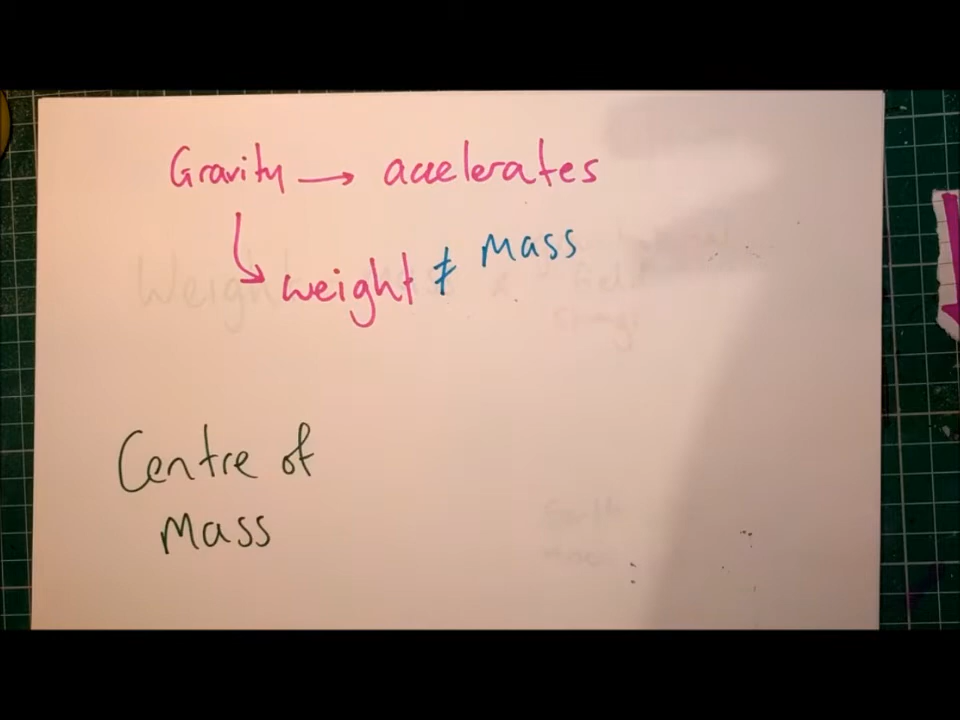 Gravity → accelerates
weight ≠ Mass
Centre of
Mass